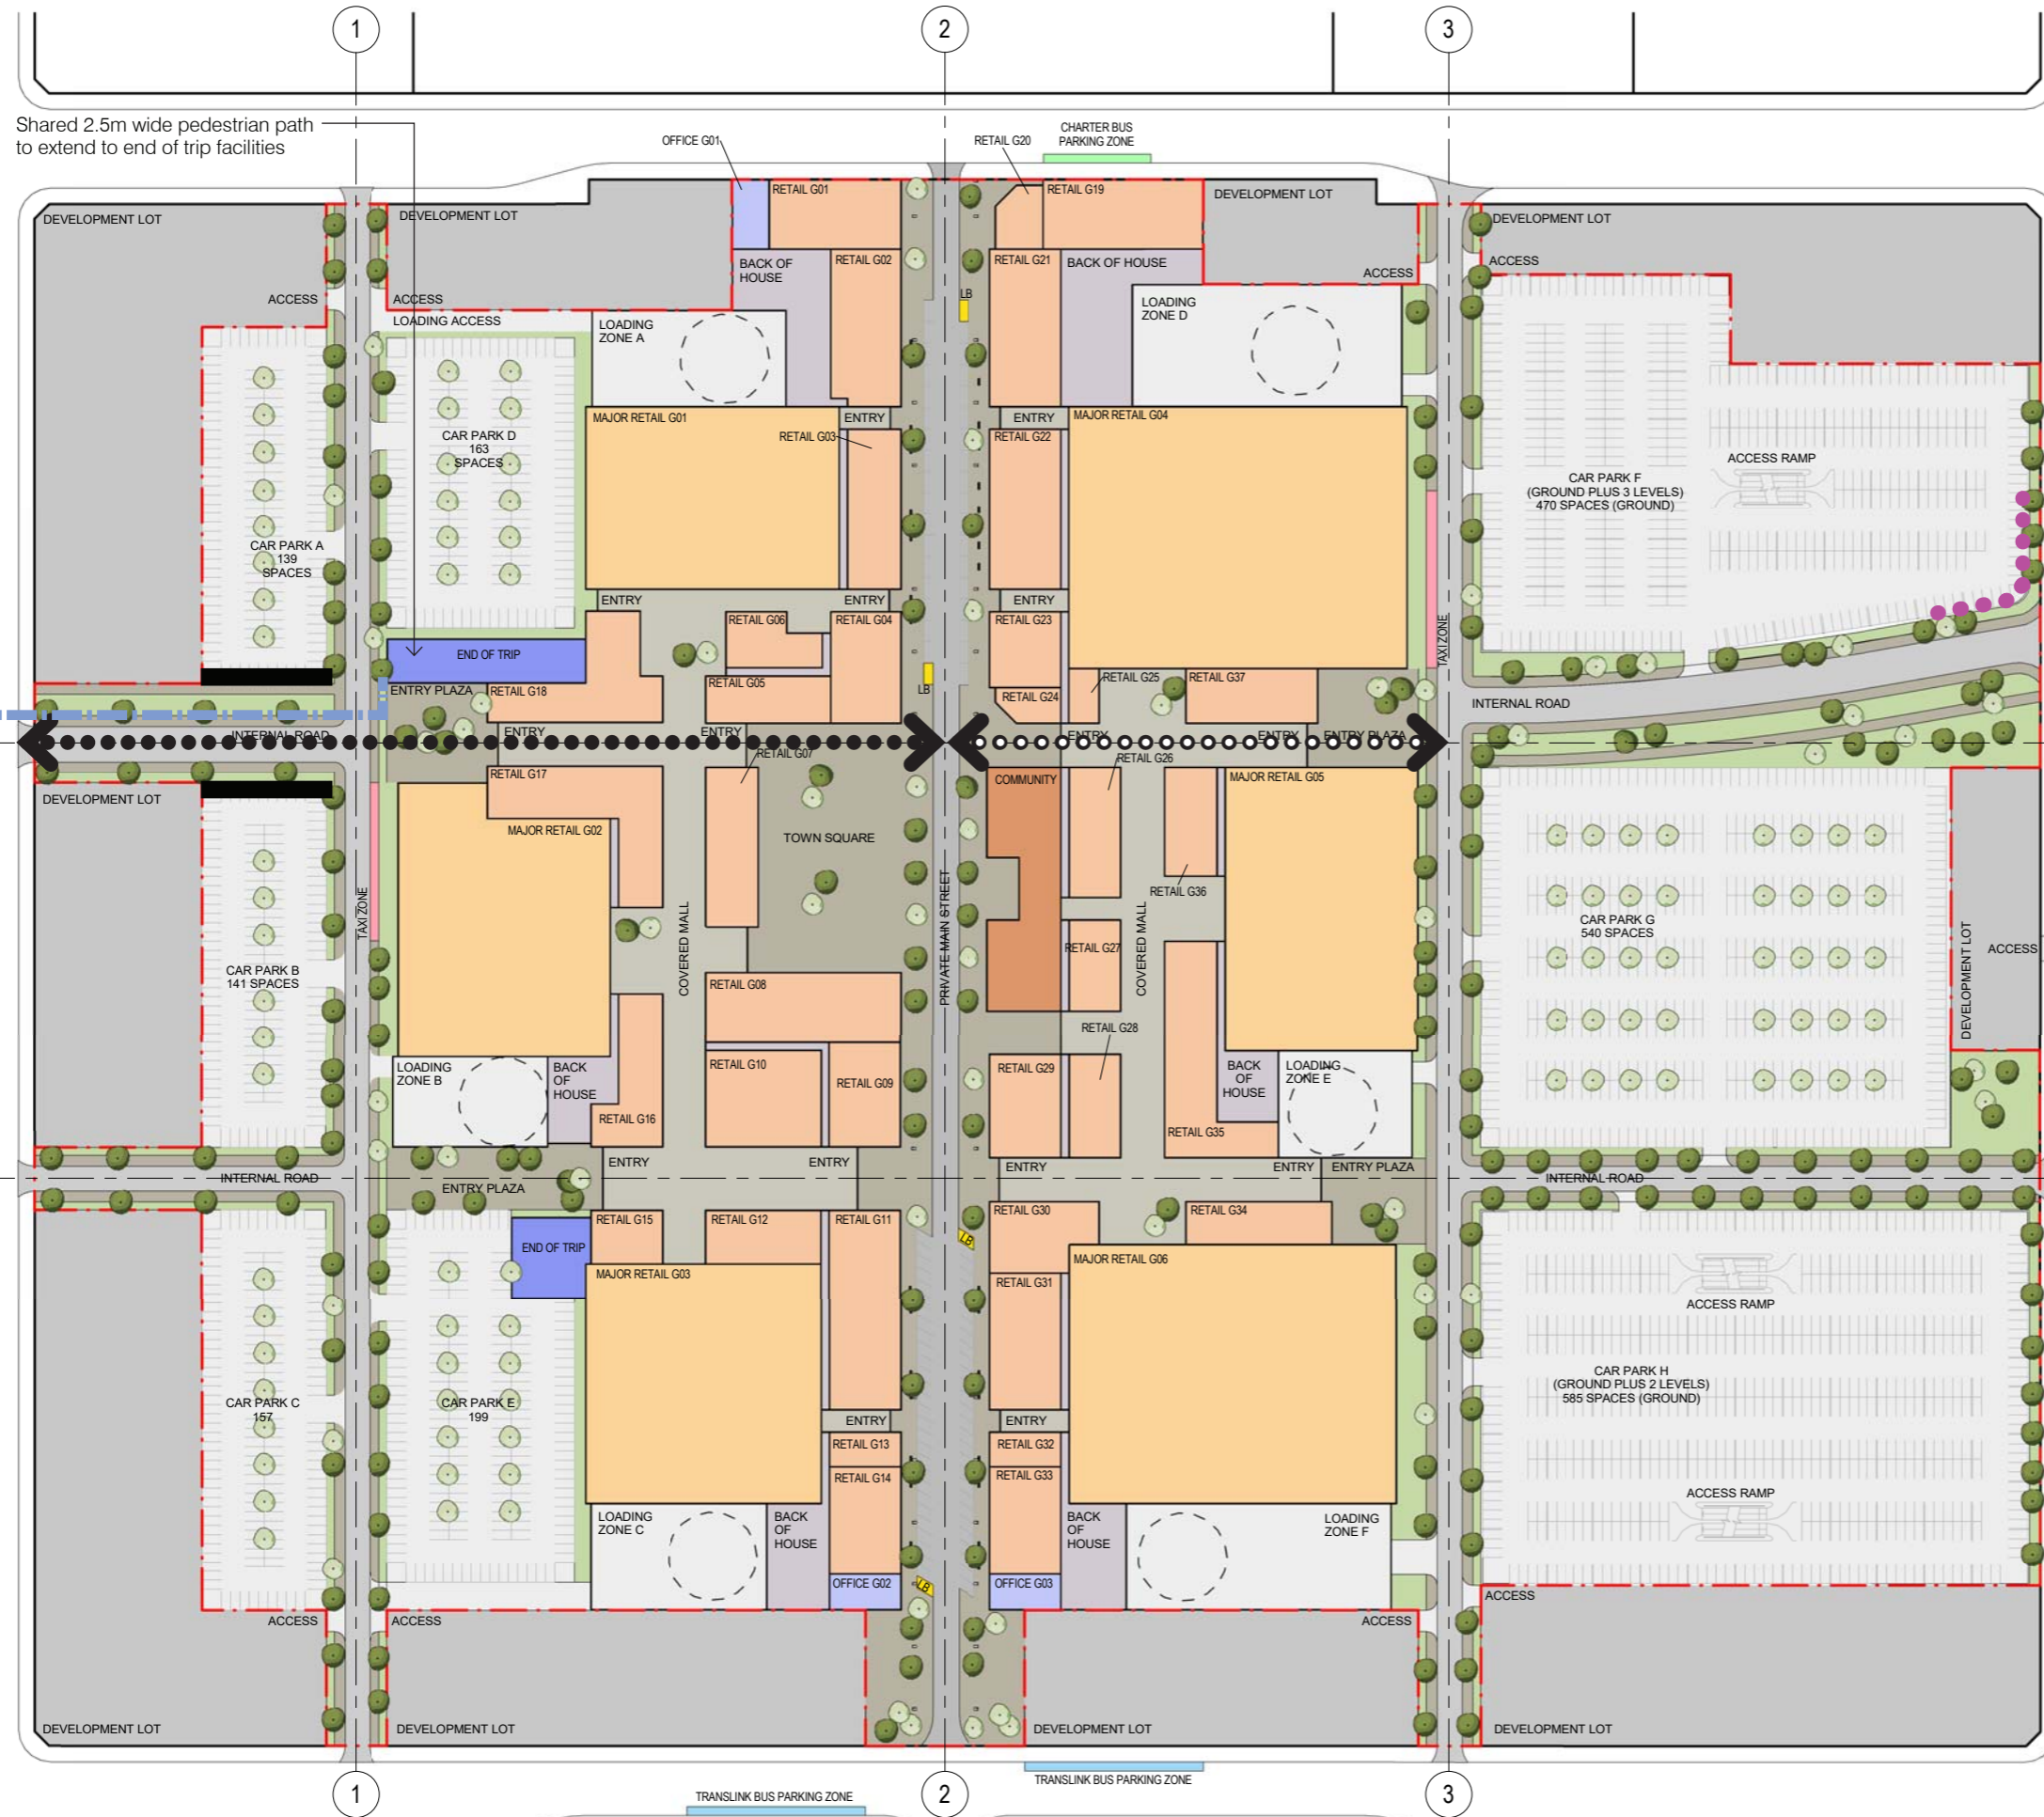 1
2
3
Shared 2.5m wide pedestrian path
to extend to end of trip facilities
OFFICE G01
RETAIL G20
CHARTER BUS
PARKING ZONE
RETAIL G01
RETAIL G19
DEVELOPMENT LOT
DEVELOPMENT LOT
DEVELOPMENT LOT
DEVELOPMENT LOT
BACK OF
HOUSE
RETAIL G02
RETAIL G21
BACK OF HOUSE
ACCESS
ACCESS
ACCESS
ACCESS
LOADING ACCESS
LOADING
ZONE A
LB
LOADING
ZONE D
MAJOR RETAIL G01
ENTRY
ENTRY
MAJOR RETAIL G04
CAR PARK D
163
SPACES
RETAIL G03
RETAIL G22
ACCESS RAMP
CAR PARK F
(GROUND PLUS 3 LEVELS)
470 SPACES (GROUND)
CAR PARK A
139
SPACES
ENTRY
ENTRY
ENTRY
RETAIL G06
RETAIL G04
RETAIL G23
TAXI ZONE
END OF TRIP
ENTRY PLAZA
RETAIL G18
RETAIL G05
LB
RETAIL G24
RETAIL G25
RETAIL G37
INTERNAL ROAD
INTERNAL ROAD
ENTRY
ENTRY
ENTRY
ENTRY
ENTRY PLAZA
RETAIL G07
RETAIL G26
RETAIL G17
COMMUNITY
MAJOR RETAIL G05
DEVELOPMENT LOT
MAJOR RETAIL G02
TOWN SQUARE
TAXI ZONE
COVERED MALL
PRIVATE MAIN STREET
COVERED MALL
RETAIL G36
CAR PARK G
540 SPACES
DEVELOPMENT LOT
ACCESS
RETAIL G27
CAR PARK B
141 SPACES
RETAIL G08
RETAIL G28
LOADING
ZONE B
BACK
OF
HOUSE
RETAIL G10
RETAIL G09
RETAIL G29
BACK
OF
HOUSE
LOADING
ZONE E
RETAIL G16
RETAIL G35
ENTRY
ENTRY
ENTRY
ENTRY
ENTRY PLAZA
INTERNAL ROAD
ENTRY PLAZA
INTERNAL ROAD
RETAIL G15
RETAIL G12
RETAIL G11
RETAIL G30
RETAIL G34
END OF TRIP
LB
MAJOR RETAIL G03
MAJOR RETAIL G06
RETAIL G31
ACCESS RAMP
CAR PARK C
157
CAR PARK E
199
CAR PARK H
(GROUND PLUS 2 LEVELS)
585 SPACES (GROUND)
ENTRY
ENTRY
RETAIL G13
RETAIL G32
RETAIL G14
RETAIL G33
ACCESS RAMP
LOADING
ZONE C
BACK
OF
HOUSE
BACK
OF
HOUSE
LOADING
ZONE F
OFFICE G02
LB
OFFICE G03
ACCESS
ACCESS
ACCESS
ACCESS
DEVELOPMENT LOT
DEVELOPMENT LOT
DEVELOPMENT LOT
DEVELOPMENT LOT
TRANSLINK BUS PARKING ZONE
TRANSLINK BUS PARKING ZONE
1
2
3